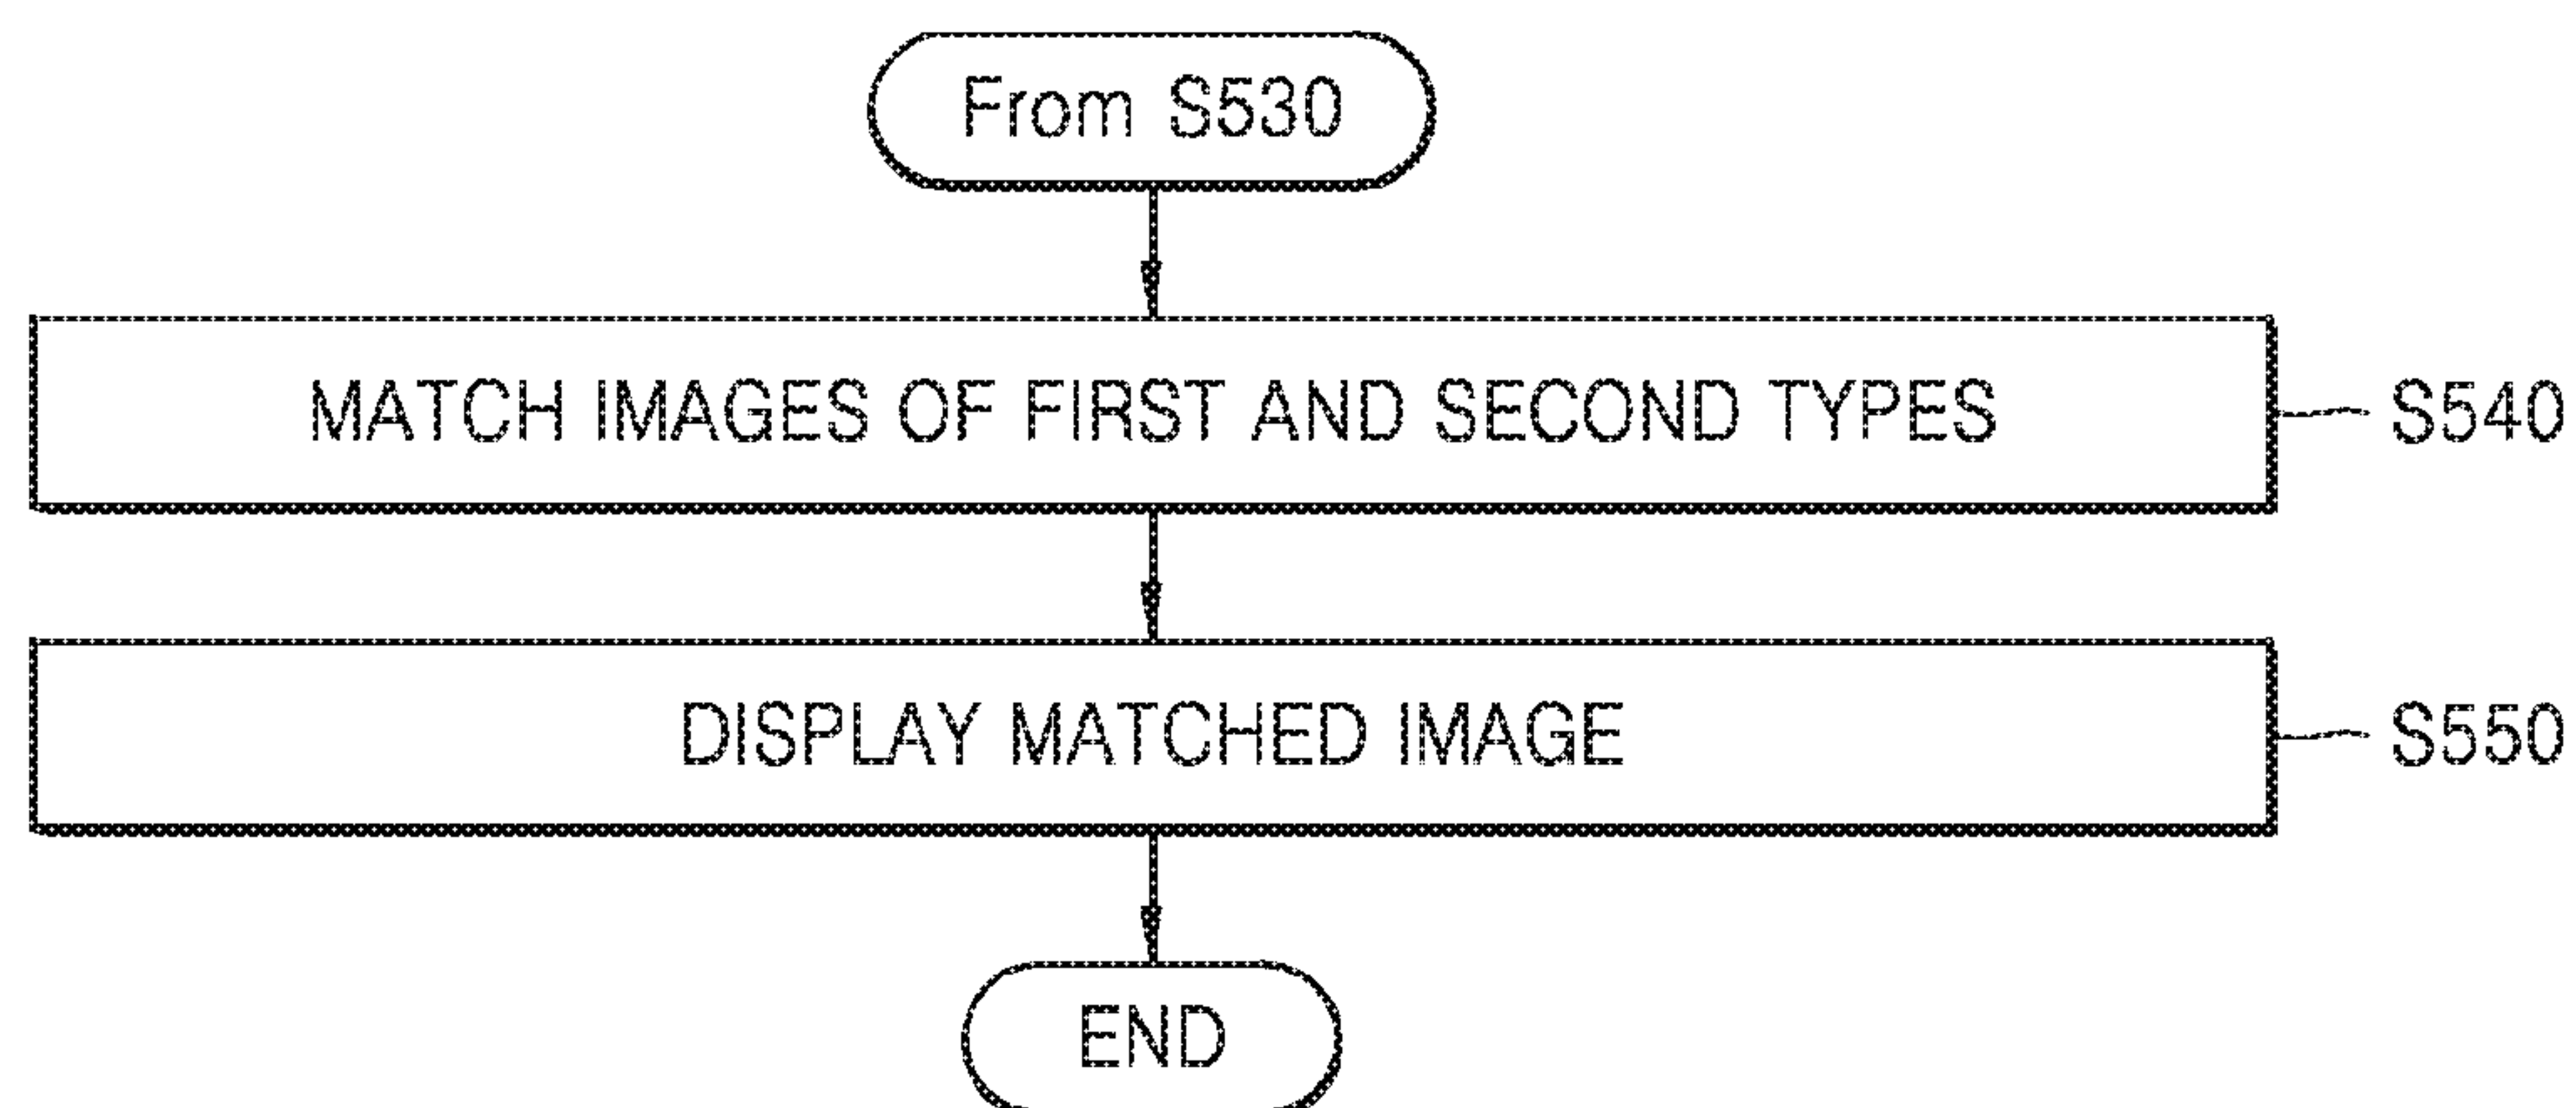 From S530
MATCH IMAGES OF FIRST AND SECOND TYPES
S540
DISPLAY MATCHED IMAGE
S550
END